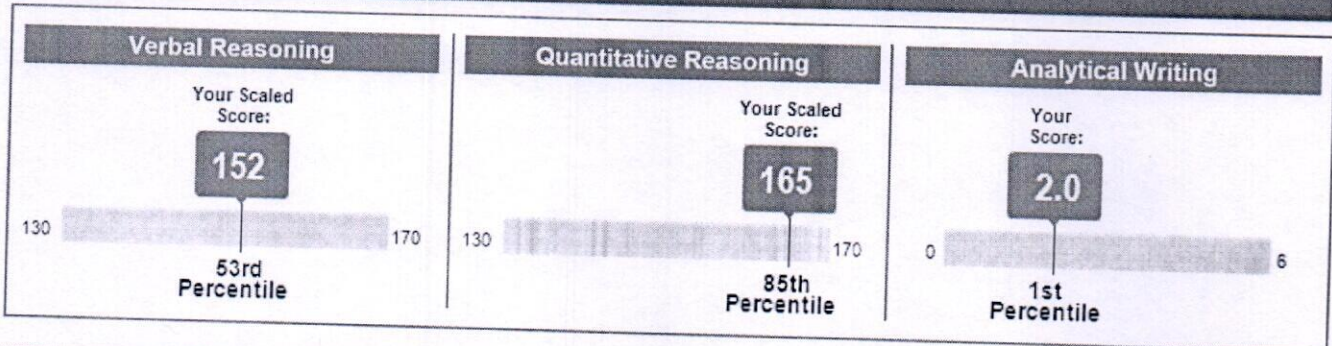 Verbal Reasoning
Your Scaled
Score:
152
130
170
53rd
Percentile
Quantitative Reasoning
Your Scaled
Score:
165
130
170
85th
Percentile
Analytical Writing
Your
Score:
2.0
0
6
1st
Percentile